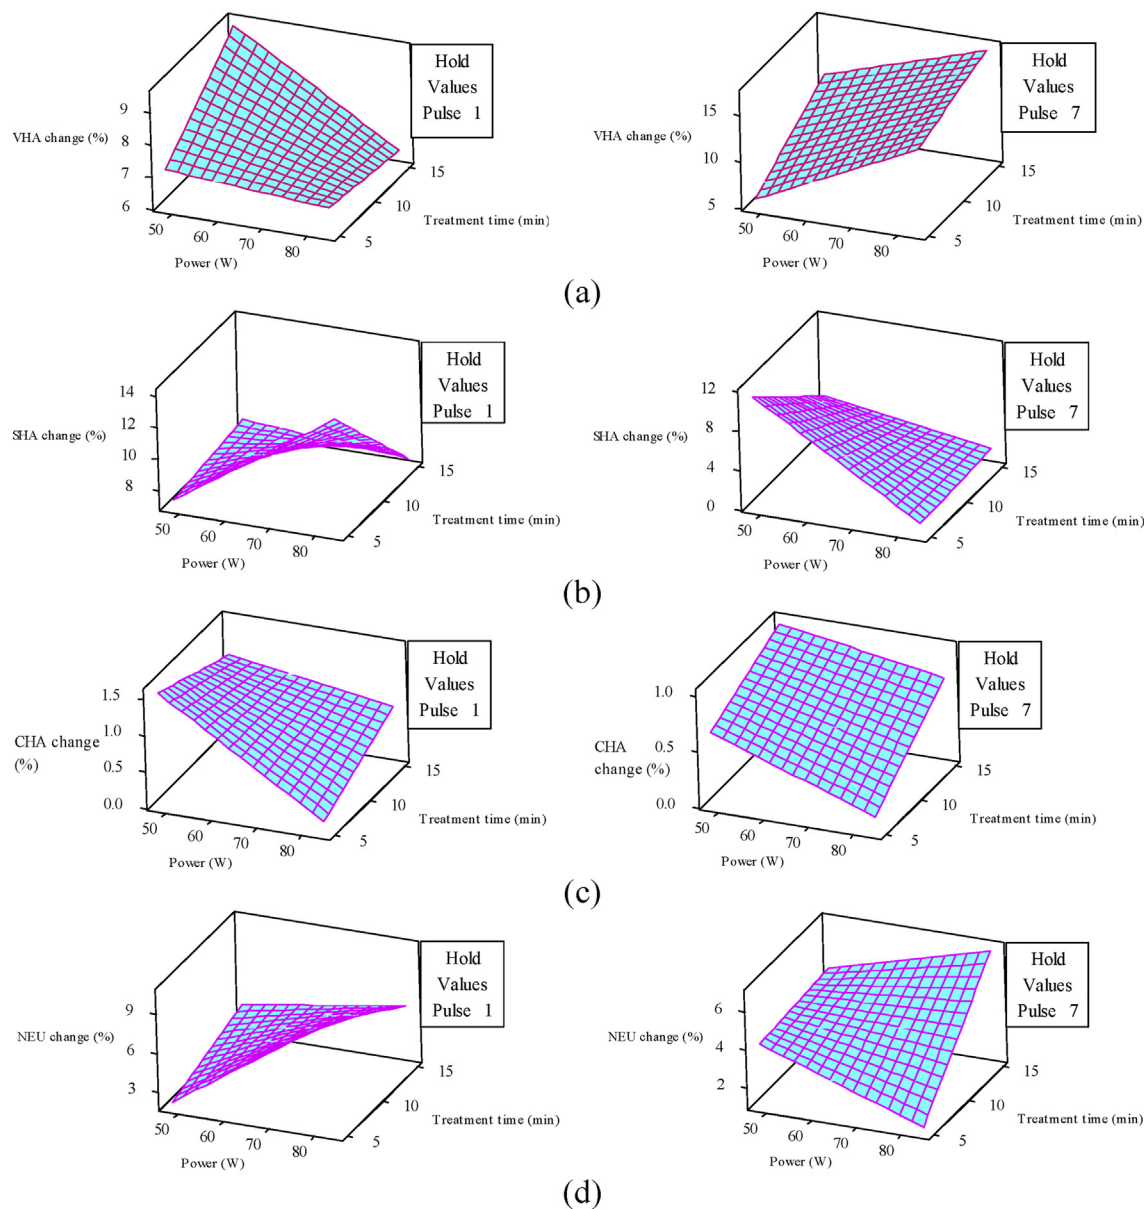 Hold
Values
Pulse 1
9
8
7
6
VHA change (%)
50
60
70
80
Power (W)
5
10
15
Treatment time (min)
Hold
Values
Pulse 7
15
10
5
VHA change (%)
50
60
70
80
Power (W)
5
10
15
Treatment time (min)
(a)
Hold
Values
Pulse 1
14
12
10
8
SHA change (%)
50
60
70
80
Power (W)
5
10
15
Treatment time (min)
Hold
Values
Pulse 7
12
8
4
0
SHA change (%)
50
60
70
80
Power (W)
5
10
15
Treatment time (min)
(b)
Hold
Values
Pulse 1
1.5
1.0
0.5
0.0
CHA change
(%)
50
60
70
80
Power (W)
5
10
15
Treatment time (min)
Hold
Values
Pulse 7
1.0
0.5
0.0
CHA
change (%)
50
60
70
80
Power (W)
5
10
15
Treatment time (min)
(c)
Hold
Values
Pulse 1
9
6
3
NEU change (%)
50
60
70
80
Power (W)
5
10
15
Treatment time (min)
Hold
Values
Pulse 7
6
4
2
NEU change (%)
50
60
70
80
Power (W)
5
10
15
Treatment time (min)
(d)